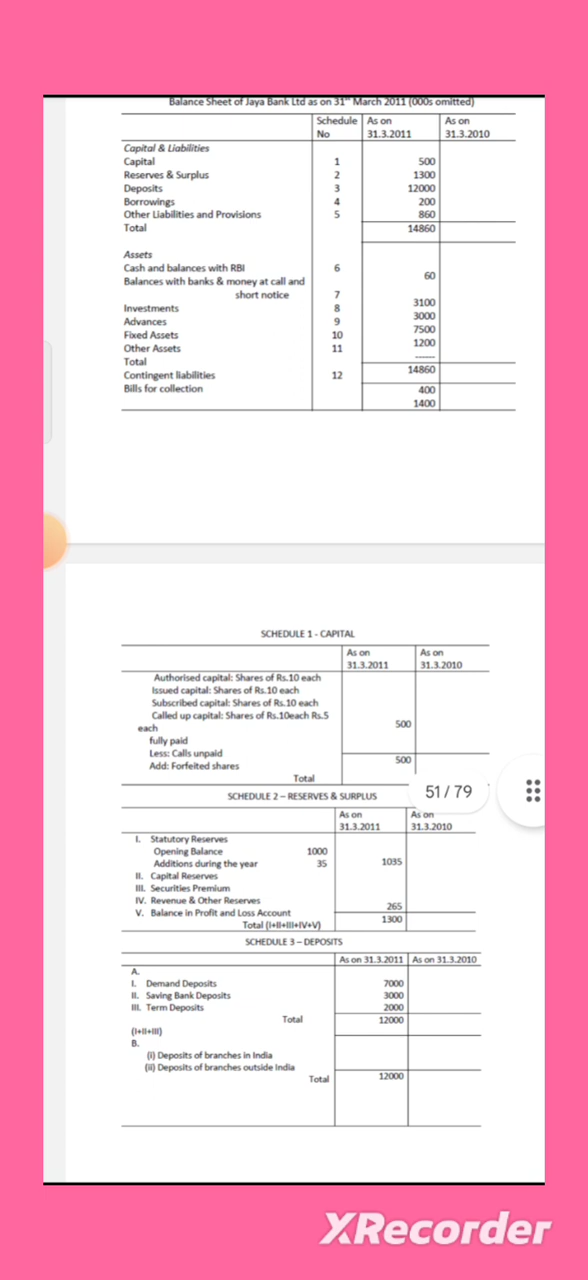 Balance Sheet of Jaya Bank Ltd as on 31st March 2011 (000s omitted)
Schedule No As on 31.3.2011 As on 31.3.2010
Capital & Liabilities
Capital 1 500
Reserves & Surplus 2 1300
Deposits 3 12000
Borrowings 4 200
Other Liabilities and Provisions 5 860
Total 14860
Assets
Cash and balances with RBI 6
60
Balances with banks & money at call and
short notice 7
3100
Investments 8
3000
Advances 9
7500
Fixed Assets 10
1200
Other Assets 11
-------
Total
14860
Contingent liabilities 12
Bills for collection 400
1400
SCHEDULE 1 - CAPITAL
As on 31.3.2011 As on 31.3.2010
Authorised capital: Shares of Rs.10 each
Issued capital: Shares of Rs.10 each
Subscribed capital: Shares of Rs.10 each
Called up capital: Shares of Rs.10each Rs.5
each 500
fully paid
Less: Calls unpaid
500
Add: Forfeited shares
Total
51 / 79
SCHEDULE 2 – RESERVES & SURPLUS
As on 31.3.2011 As on 31.3.2010
I. Statutory Reserves
Opening Balance 1000
Additions during the year 35 1035
II. Capital Reserves
III. Securities Premium
IV. Revenue & Other Reserves
265
V. Balance in Profit and Loss Account
Total (I+II+III+IV+V) 1300
SCHEDULE 3 – DEPOSITS
As on 31.3.2011 As on 31.3.2010
A.
I. Demand Deposits 7000
II. Saving Bank Deposits 3000
III. Term Deposits 2000
Total 12000
(I+II+III)
B.
(i) Deposits of branches in India
(ii) Deposits of branches outside India
Total 12000
XRecorder